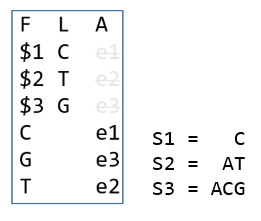 F L A
$1 C e1
$2 T e2
$3 G e3
C e1
G e3
T e2
S1 = C
S2 = AT
S3 = ACG